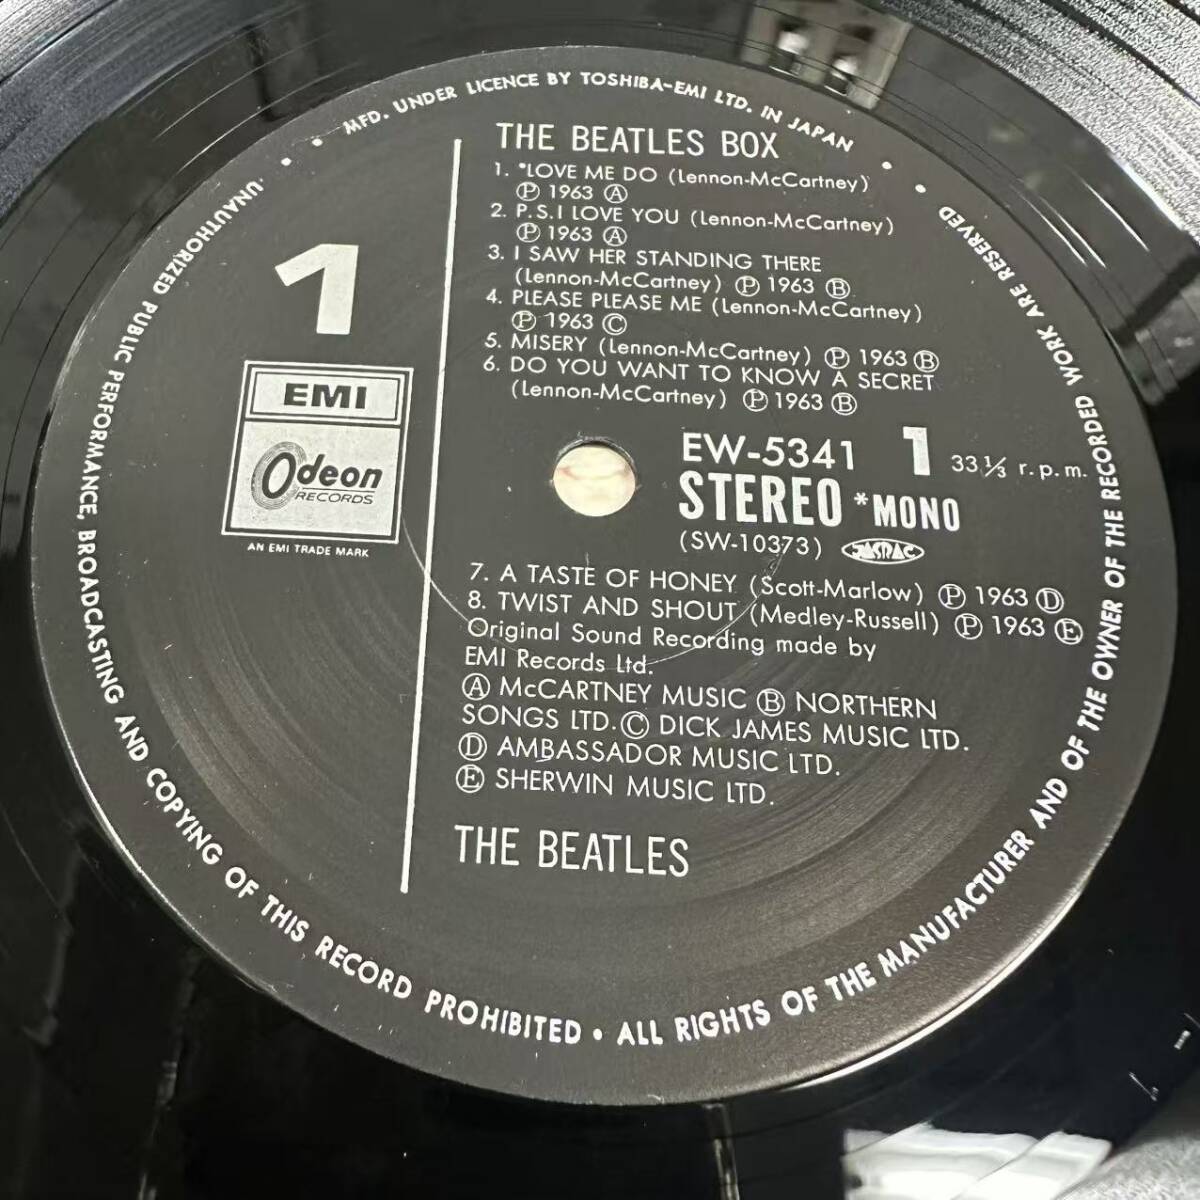 MFD. UNDER LICENCE BY TOSHIBA-EMI LTD. IN JAPAN
THE BEATLES BOX
1. *LOVE ME DO (Lennon-McCartney)
Ⓟ 1963 Ⓐ
2. P.S.I LOVE YOU (Lennon-McCartney)
Ⓟ 1963 Ⓐ
3. I SAW HER STANDING THERE
(Lennon-McCartney) Ⓟ 1963 Ⓑ
4. PLEASE PLEASE ME (Lennon-McCartney)
Ⓟ 1963 Ⓒ
5. MISERY (Lennon-McCartney) Ⓟ 1963 Ⓑ
6. DO YOU WANT TO KNOW A SECRET
(Lennon-McCartney) Ⓟ 1963 Ⓑ
1
EMI
Odeon
RECORDS
AN EMI TRADE MARK
EW-5341 1 33⅓ r.p.m.
STEREO *MONO
(SW-10373) JASRAC
7. A TASTE OF HONEY (Scott-Marlow) Ⓟ 1963 Ⓓ
8. TWIST AND SHOUT (Medley-Russell) Ⓟ 1963 Ⓔ
Original Sound Recording made by
EMI Records Ltd.
Ⓐ McCARTNEY MUSIC Ⓑ NORTHERN
SONGS LTD. Ⓒ DICK JAMES MUSIC LTD.
Ⓓ AMBASSADOR MUSIC LTD.
Ⓔ SHERWIN MUSIC LTD.
THE BEATLES
UNAUTHORIZED PUBLIC PERFORMANCE, BROADCASTING AND COPYING OF THIS RECORD PROHIBITED • ALL RIGHTS OF THE MANUFACTURER AND OF THE OWNER OF THE RECORDED WORK ARE RESERVED